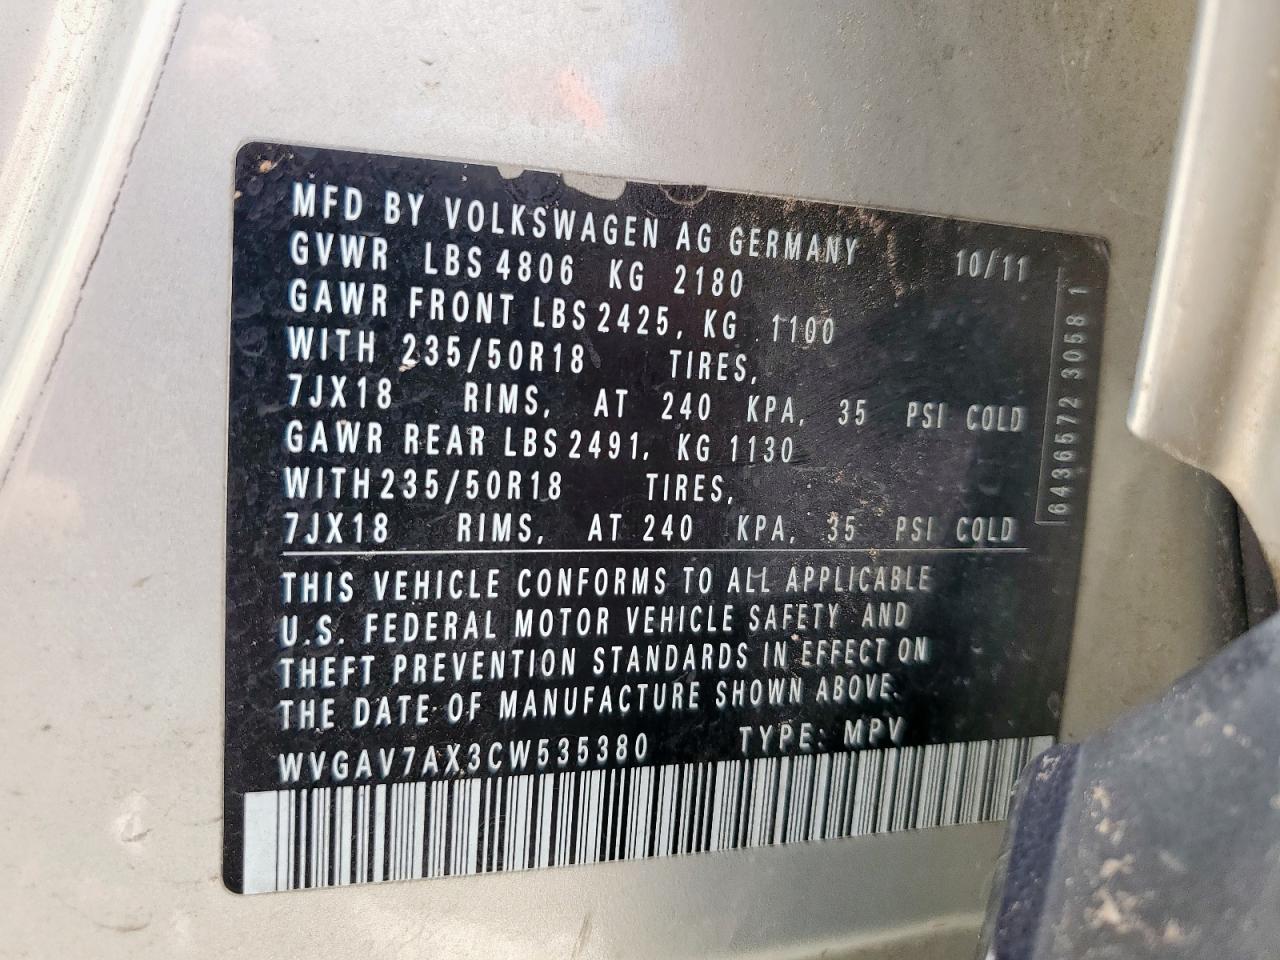 MFD BY VOLKSWAGEN AG GERMANY 10/11
GVWR LBS 4806 KG 2180
GAWR FRONT LBS 2425, KG 1100
WITH 235/50R18 TIRES,
7JX18 RIMS, AT 240 KPA, 35 PSI COLD
GAWR REAR LBS 2491, KG 1130
WITH 235/50R18 TIRES,
7JX18 RIMS, AT 240 KPA, 35 PSI COLD
THIS VEHICLE CONFORMS TO ALL APPLICABLE
U.S. FEDERAL MOTOR VEHICLE SAFETY AND
THEFT PREVENTION STANDARDS IN EFFECT ON
THE DATE OF MANUFACTURE SHOWN ABOVE.
WVGAV7AX3CW535380 TYPE: MPV
6436572 3058 1